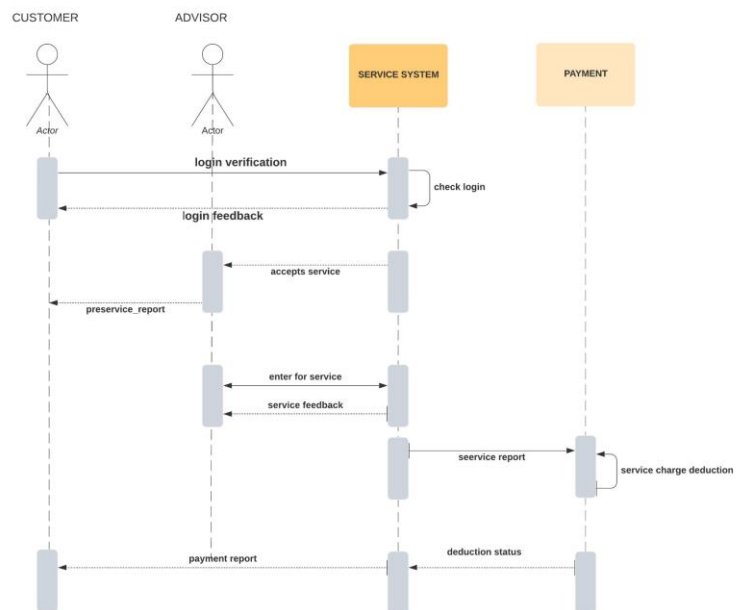 CUSTOMER
ADVISOR
SERVICE SYSTEM
PAYMENT
Actor
Actor
login verification
check login
login feedback
accepts service
preservice_report
enter for service
service feedback
seervice report
service charge deduction
deduction status
payment report